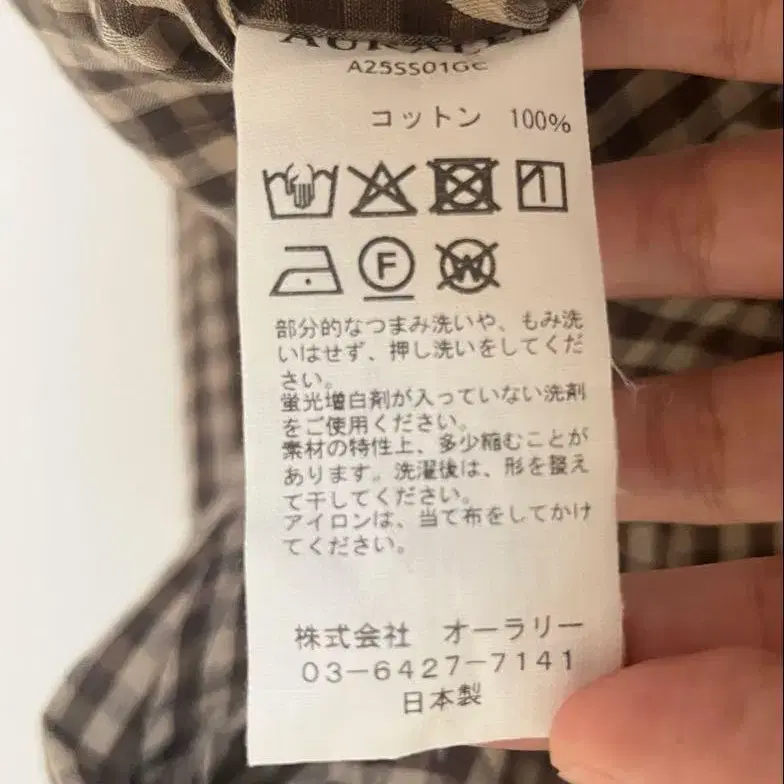 AURALEE
A25SS01GC
コットン 100%
F
W
部分的なつまみ洗いや、もみ洗
いはせず、押し洗いをしてくだ
さい。
蛍光増白剤が入っていない洗剤
をご使用ください。
素材の特性上、多少縮むことが
あります。洗濯後は、形を整え
て干してください。
アイロンは、当て布をしてかけ
てください。
株式会社 オーラリー
03-6427-7141
日本製